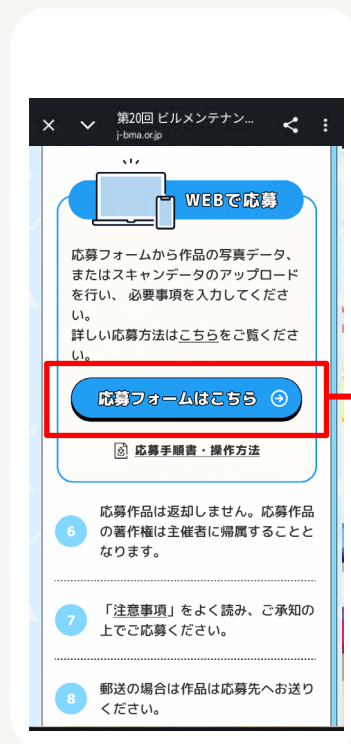 第20回 ビルメンテナン...
j-bma.or.jp
WEBで応募
応募フォームから作品の写真データ、
またはスキャンデータのアップロード
を行い、 必要事項を入力してくださ
い。
詳しい応募方法はこちらをご覧くださ
い。
応募フォームはこちら
応募手順書・操作方法
6
応募作品は返却しません。応募作品
の著作権は主催者に帰属することと
なります。
7
「注意事項」をよく読み、ご承知の
上でご応募ください。
8
郵送の場合は作品は応募先へお送り
ください。